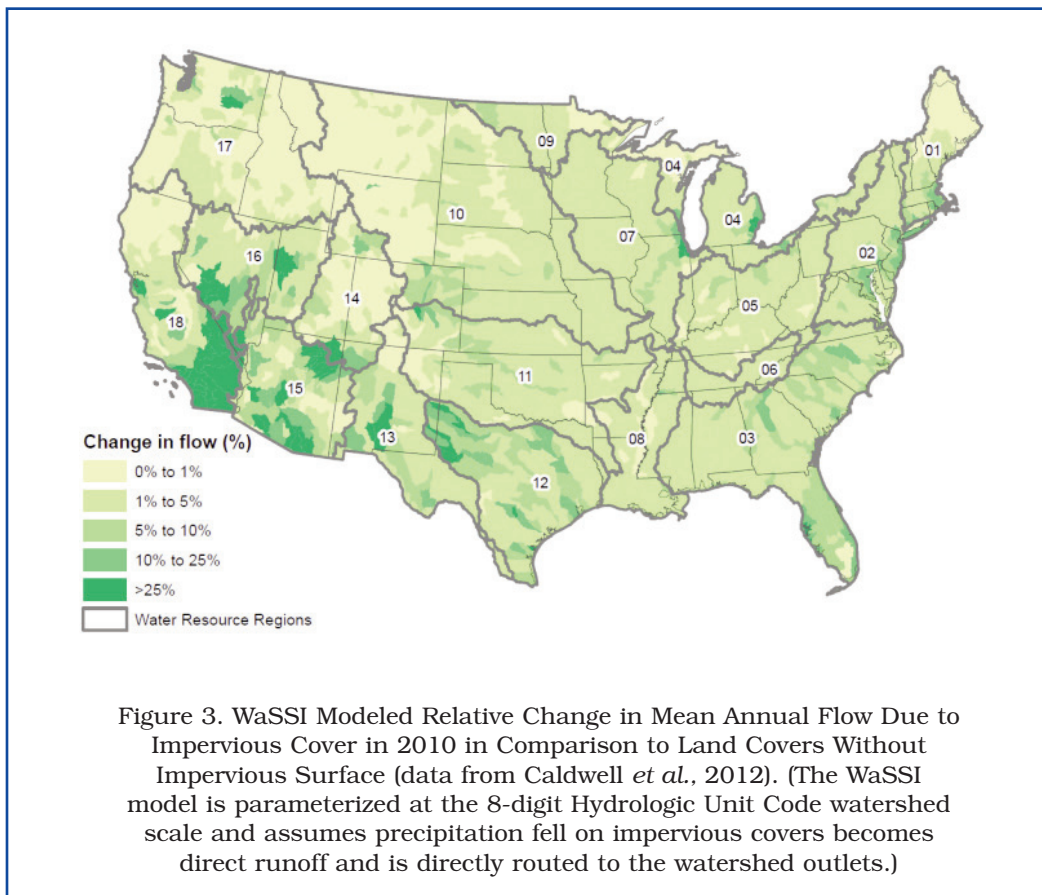 09
01
17
04
10
04
07
02
16
14
05
18
06
11
15
13
08
03
12
Change in flow (%)
0% to 1%
1% to 5%
5% to 10%
10% to 25%
>25%
Water Resource Regions
Figure 3. WaSSI Modeled Relative Change in Mean Annual Flow Due to
Impervious Cover in 2010 in Comparison to Land Covers Without
Impervious Surface (data from Caldwell et al., 2012). (The WaSSI
model is parameterized at the 8-digit Hydrologic Unit Code watershed
scale and assumes precipitation fell on impervious covers becomes
direct runoff and is directly routed to the watershed outlets.)